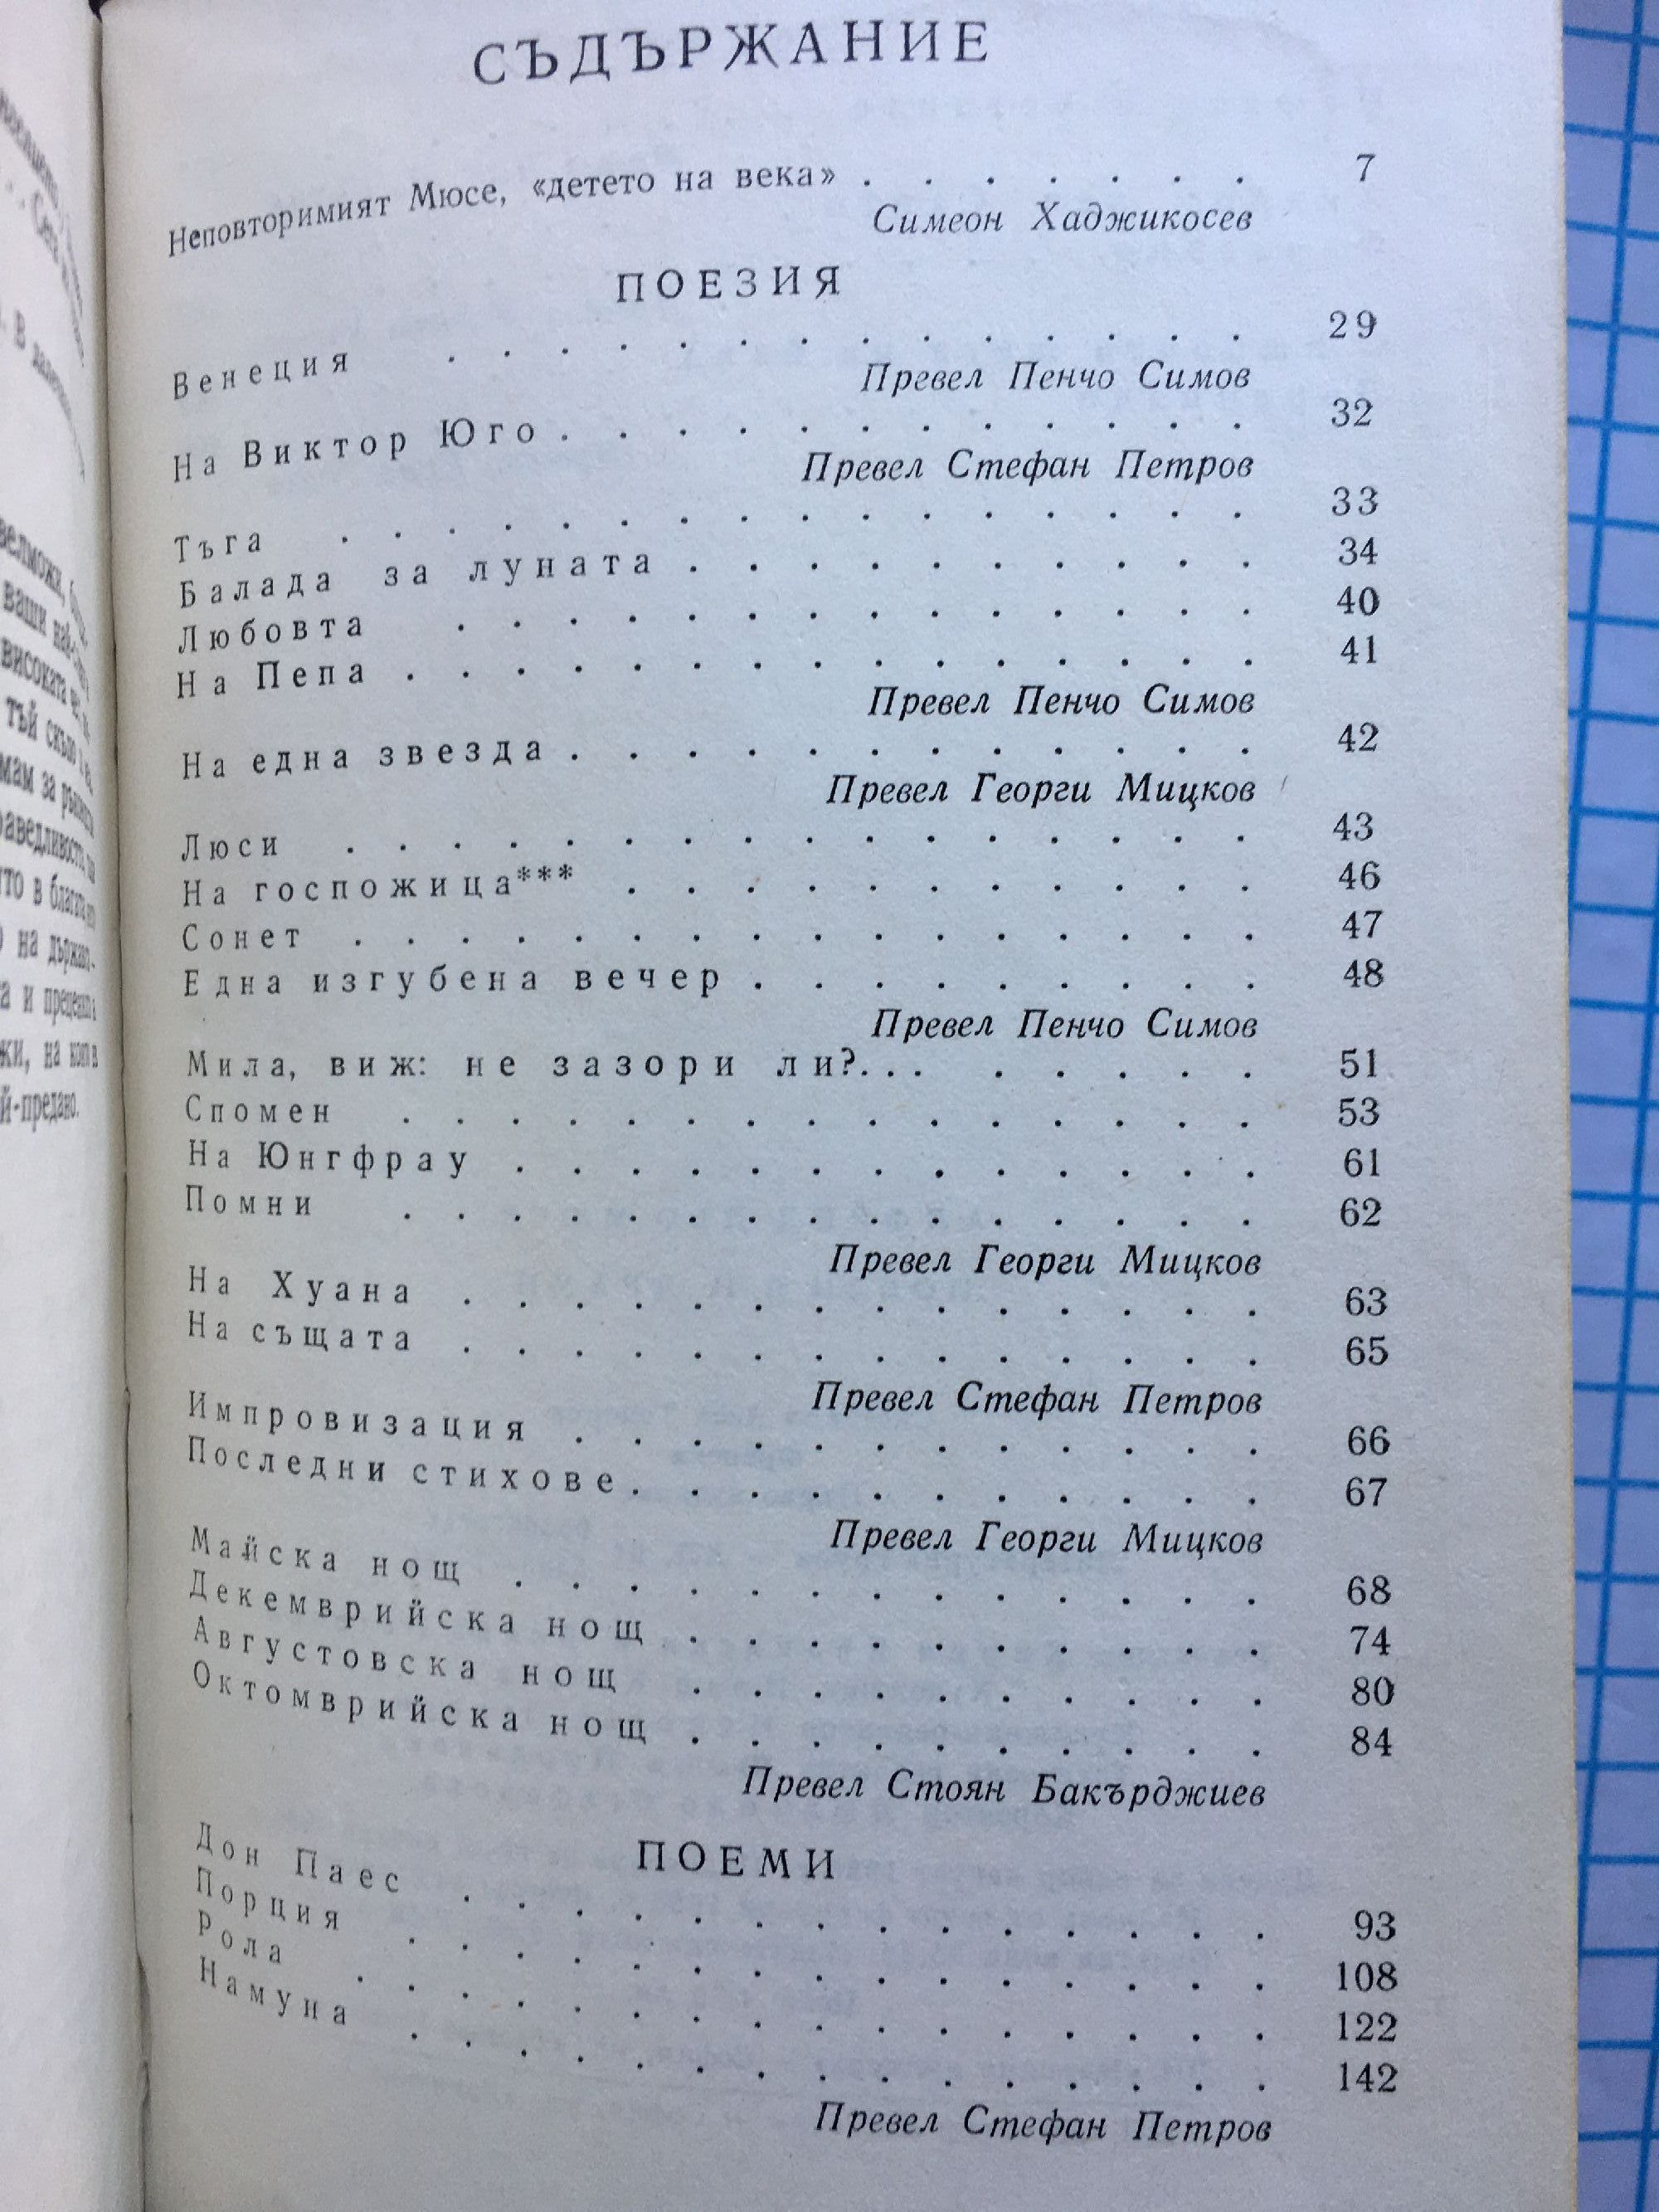 СЪДЪРЖАНИЕ
Неповторимият Мюсе, «детето на века» . . . . . . . 7
Симеон Хаджикосев
ПОЕЗИЯ
Венеция . . . . . . . . . . . . . . 29
Превел Пенчо Симов
На Виктор Юго . . . . . . . . . . . . 32
Превел Стефан Петров
Тъга . . . . . . . . . . . . . . . . 33
Балада за луната . . . . . . . . . . 34
Любовта . . . . . . . . . . . . . . 40
На Пепа . . . . . . . . . . . . . . . 41
Превел Пенчо Симов
На една звезда . . . . . . . . . . . . 42
Превел Георги Мицков
Люси . . . . . . . . . . . . . . . . 43
На госпожица*** . . . . . . . . . . . 46
Сонет . . . . . . . . . . . . . . . . 47
Една изгубена вечер . . . . . . . . . 48
Превел Пенчо Симов
Мила, виж: не зазори ли?. . . . . . . . 51
Спомен . . . . . . . . . . . . . . . 53
На Юнгфрау . . . . . . . . . . . . . 61
Помни . . . . . . . . . . . . . . . 62
Превел Георги Мицков
На Хуана . . . . . . . . . . . . . . 63
На същата . . . . . . . . . . . . . . 65
Превел Стефан Петров
Импровизация . . . . . . . . . . . . 66
Последни стихове . . . . . . . . . . . 67
Превел Георги Мицков
Майска нощ . . . . . . . . . . . . . 68
Декемврийска нощ . . . . . . . . . . 74
Августовска нощ . . . . . . . . . . 80
Октомврийска нощ . . . . . . . . . . 84
Превел Стоян Бакърджиев
ПОЕМИ
Дон Паес . . . . . . . . . . . . . . 93
Порция . . . . . . . . . . . . . . . 108
Рола . . . . . . . . . . . . . . . . 122
Намуна . . . . . . . . . . . . . . . 142
Превел Стефан Петров